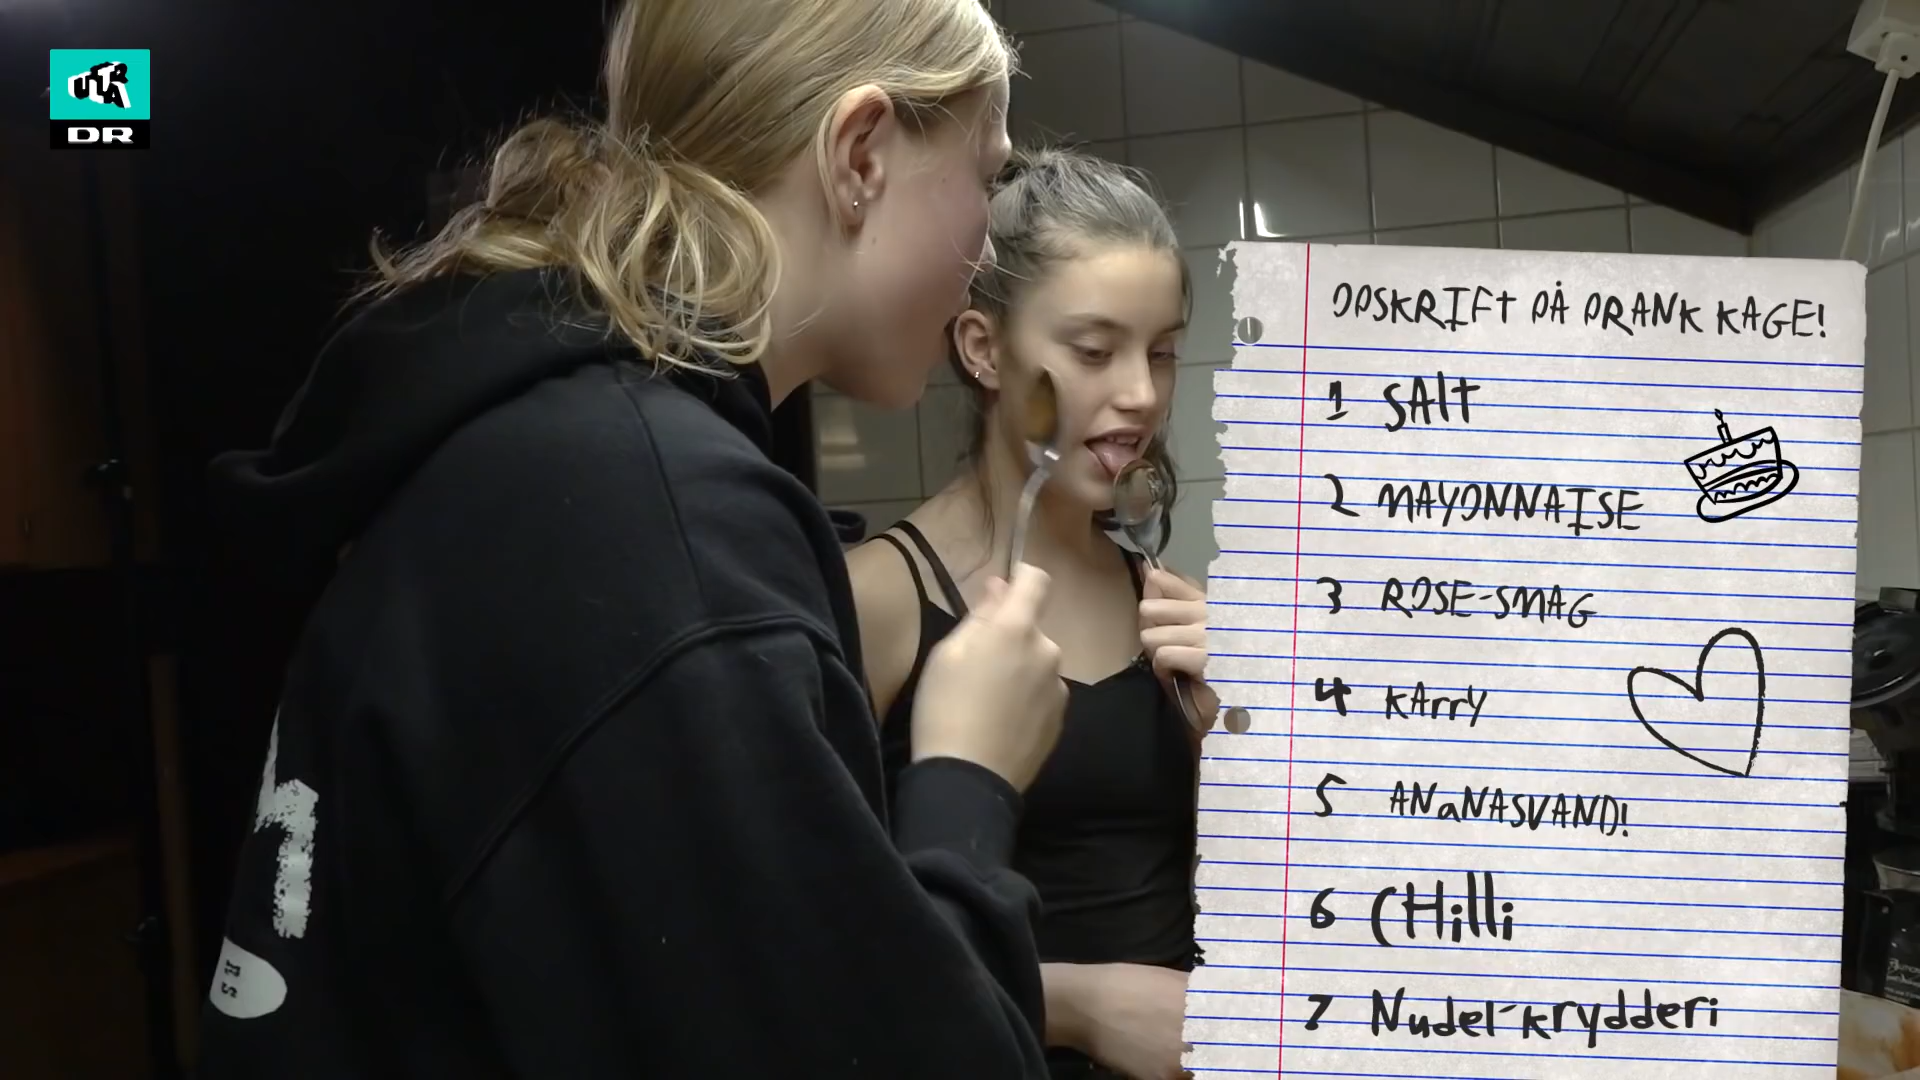 ULTRA
DR
OPSKRIFT PÅ PRANK KAGE!
1 SAlt
2 MAYONNAISE
3 ROSE-SMAG
4 KArrY
5 ANaNASVAND!
6 CHilli
7 Nudel-krydderi